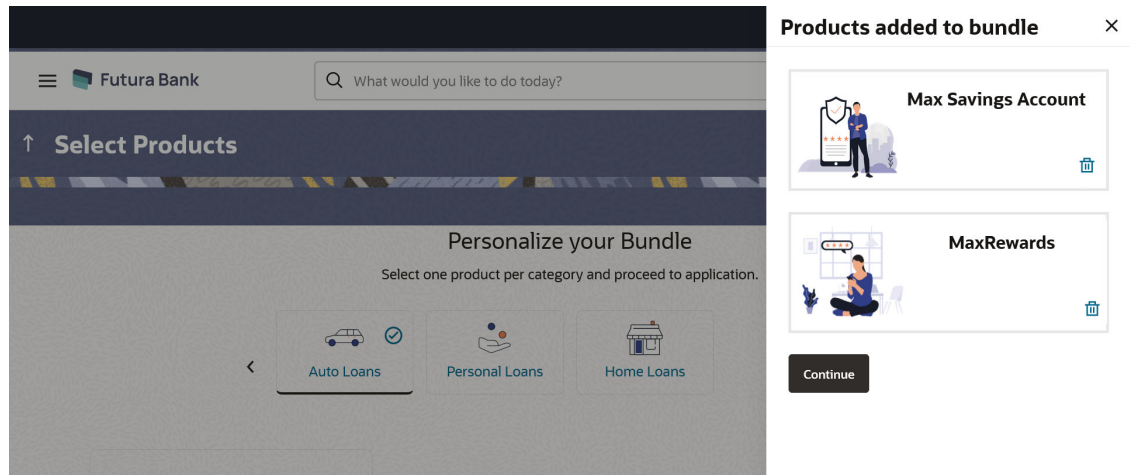 Products added to bundle
Futura Bank
What would you like to do today?
Select Products
Personalize your Bundle
Select one product per category and proceed to application.
Auto Loans
Personal Loans
Home Loans
Max Savings Account
MaxRewards
Continue